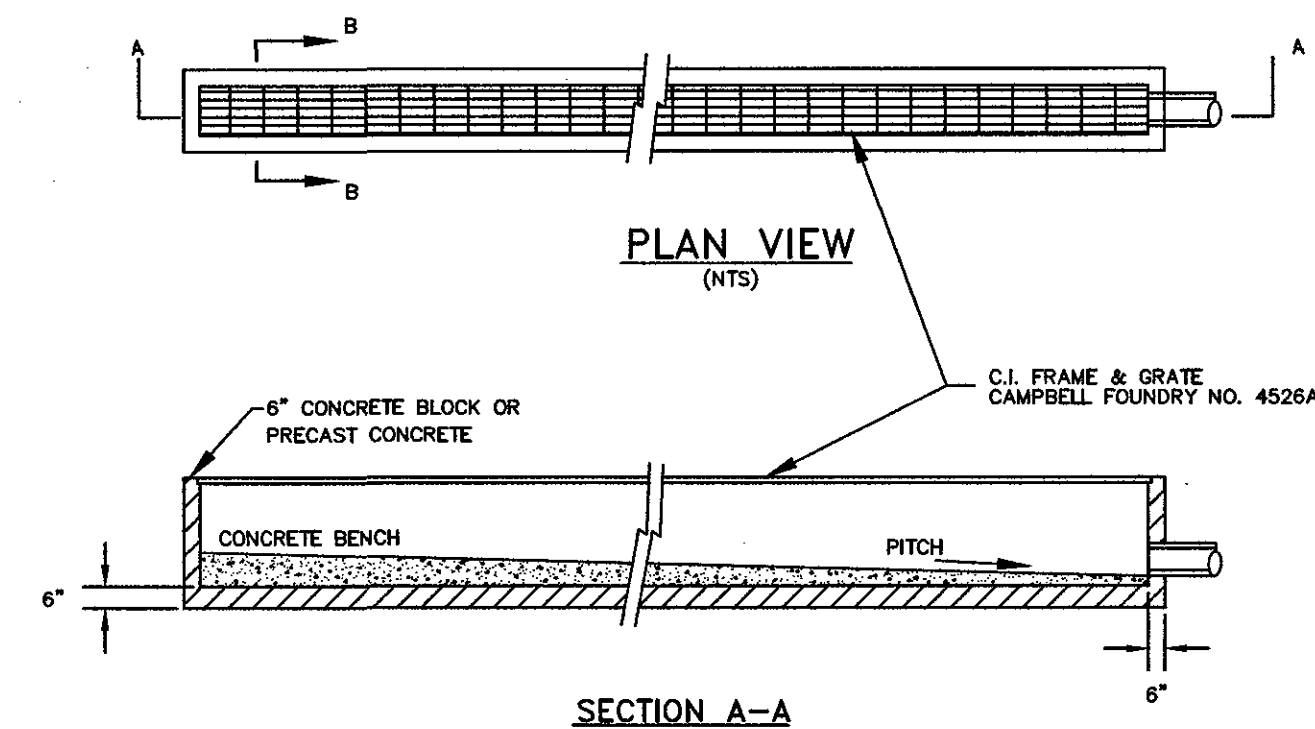 B
A
A
B
PLAN VIEW
(NTS)
C.I. FRAME & GRATE
CAMPBELL FOUNDRY NO. 4526A
6" CONCRETE BLOCK OR
PRECAST CONCRETE
CONCRETE BENCH
PITCH
6"
6"
SECTION A-A